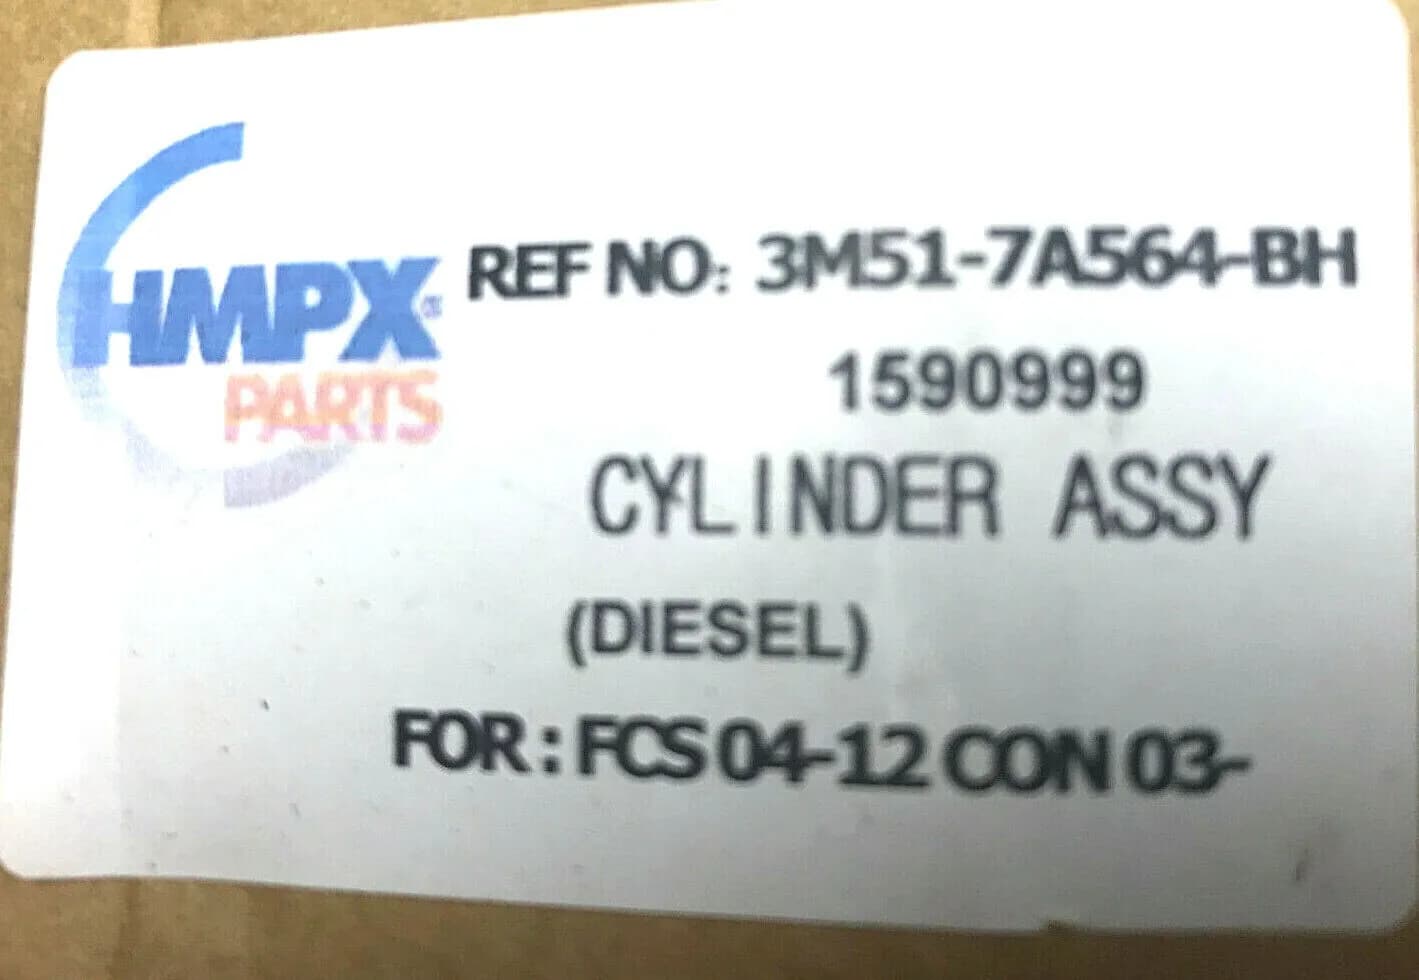 HMPX®
PARTS
REF NO: 3M51-7A564-BH
1590999
CYLINDER ASSY
(DIESEL)
FOR: FCS 04-12 CON 03-